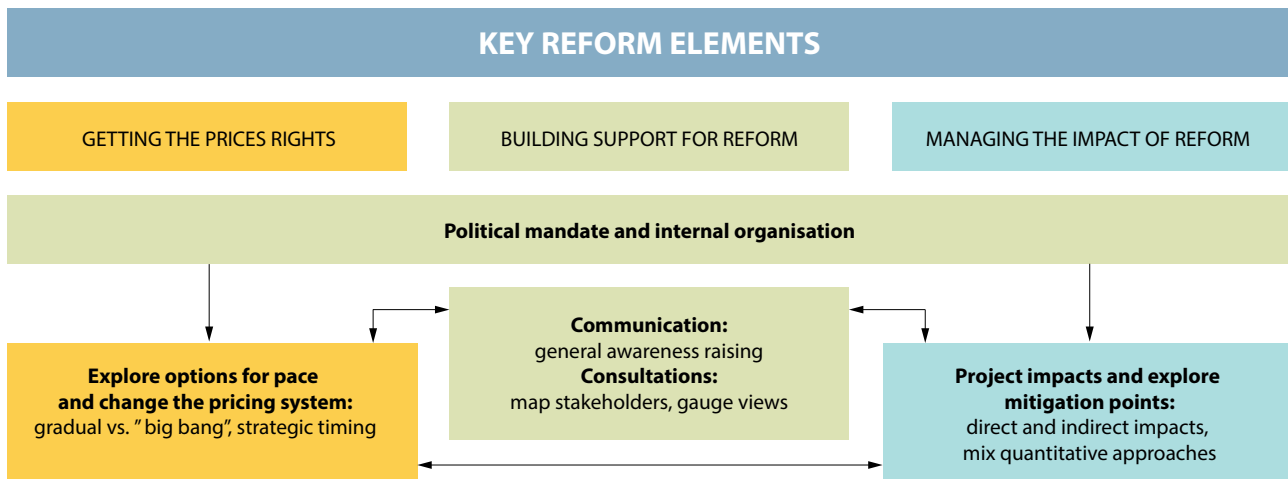 KEY REFORM ELEMENTS
GETTING THE PRICES RIGHTS
BUILDING SUPPORT FOR REFORM
MANAGING THE IMPACT OF REFORM
Political mandate and internal organisation
Explore options for pace
and change the pricing system:
gradual vs. ” big bang”, strategic timing
Communication:
general awareness raising
Consultations:
map stakeholders, gauge views
Project impacts and explore
mitigation points:
direct and indirect impacts,
mix quantitative approaches